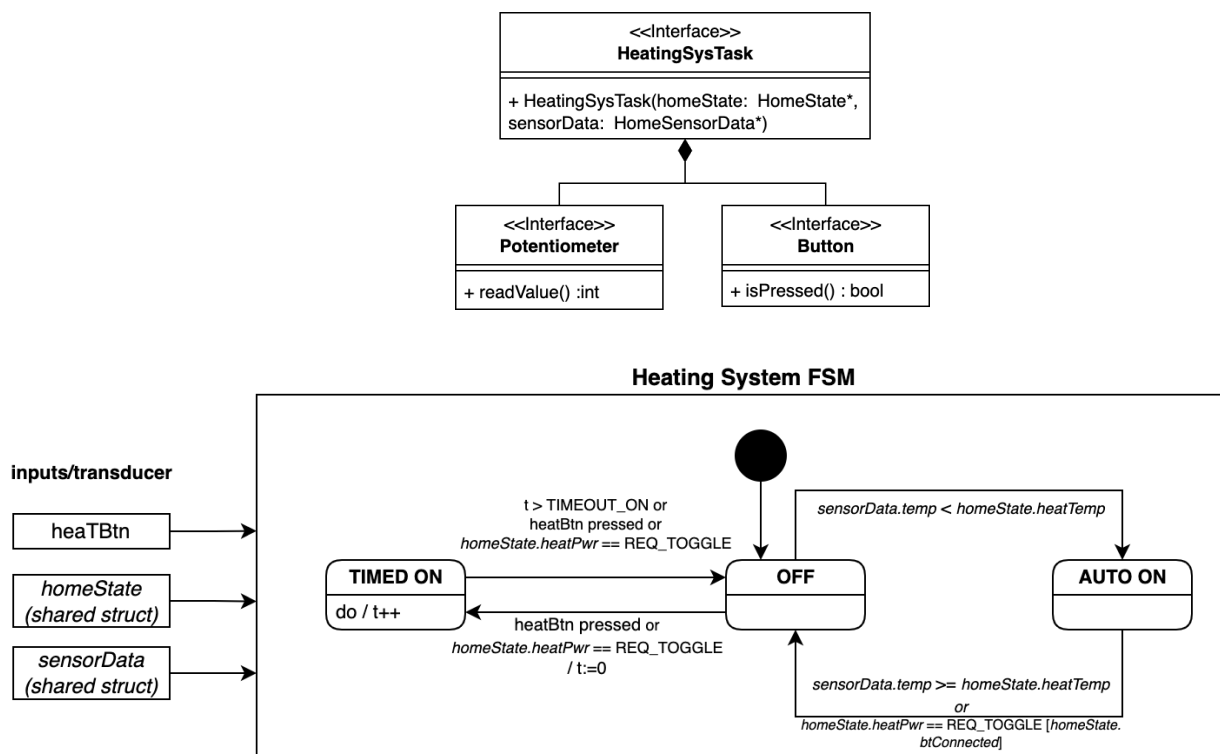 <<Interface>>
HeatingSysTask
+ HeatingSysTask(homeState: HomeState*,
sensorData: HomeSensorData*)
<<Interface>>
Potentiometer
+ readValue() :int
<<Interface>>
Button
+ isPressed() : bool
Heating System FSM
inputs/transducer
heaTBtn
homeState
(shared struct)
sensorData
(shared struct)
t > TIMEOUT_ON or
heatBtn pressed or
homeState.heatPwr == REQ_TOGGLE
TIMED ON
do / t++
heatBtn pressed or
homeState.heatPwr == REQ_TOGGLE
/ t:=0
OFF
sensorData.temp < homeState.heatTemp
AUTO ON
sensorData.temp >= homeState.heatTemp
or
homeState.heatPwr == REQ_TOGGLE [homeState.
btConnected]